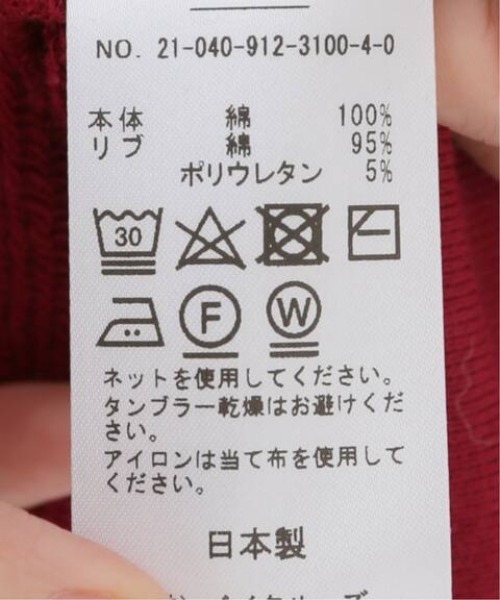 NO. 21-040-912-3100-4-0
本体 綿 100%
リブ 綿 95%
ポリウレタン 5%
30
F W
ネットを使用してください。
タンブラー乾燥はお避けくだ
さい。
アイロンは当て布を使用して
ください。
日本製